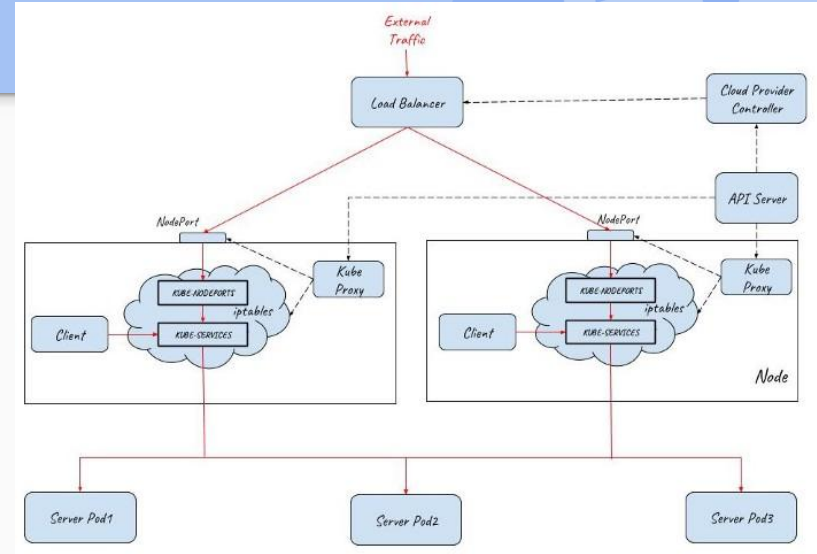 External
Traffic
Load Balancer
Cloud Provider
Controller
API Server
NodePort
NodePort
Kube
Proxy
Kube
Proxy
KUBE-NODEPORTS
iptables
KUBE-NODEPORTS
iptables
Client
KUBE-SERVICES
Client
KUBE-SERVICES
Node
Server Pod1
Server Pod2
Server Pod3